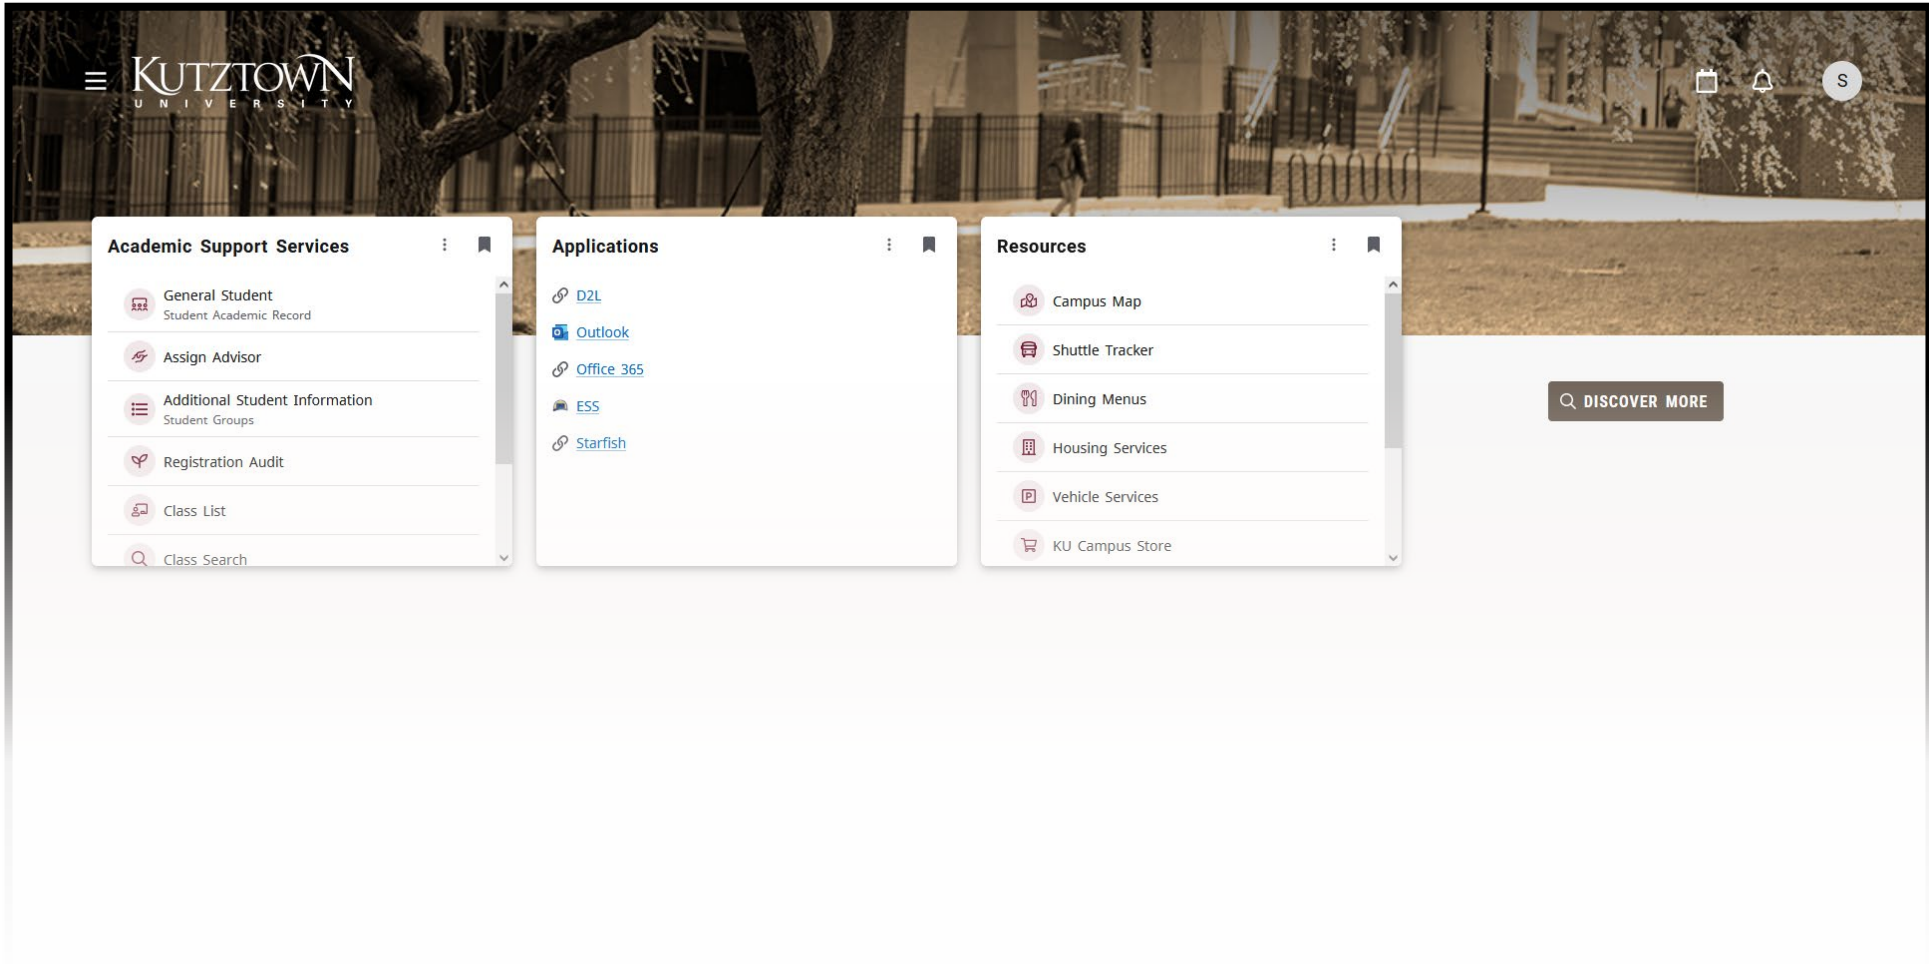 KUTZTOWN
UNIVERSITY
S
Academic Support Services
General Student
Student Academic Record
Assign Advisor
Additional Student Information
Student Groups
Registration Audit
Class List
Class Search
Applications
D2L
Outlook
Office 365
ESS
Starfish
Resources
Campus Map
Shuttle Tracker
Dining Menus
Housing Services
Vehicle Services
KU Campus Store
DISCOVER MORE